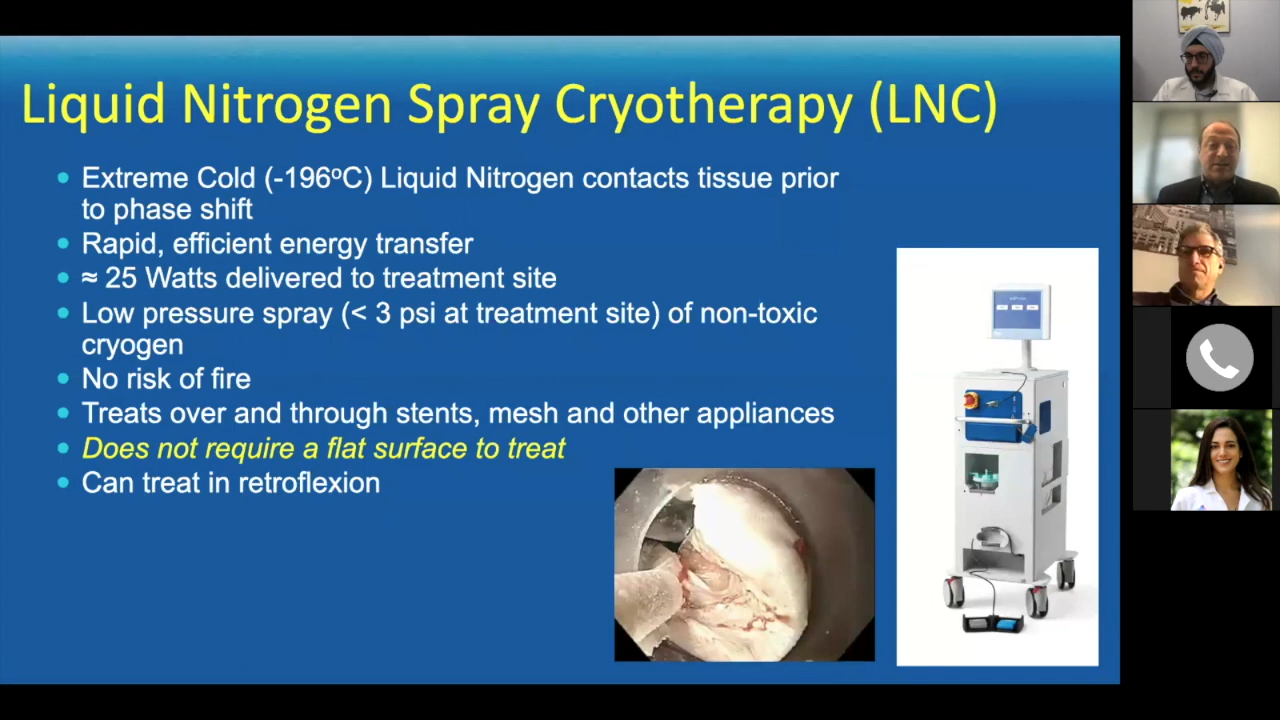 Liquid Nitrogen Spray Cryotherapy (LNC)
Extreme Cold (-196ºC) Liquid Nitrogen contacts tissue prior
to phase shift
Rapid, efficient energy transfer
≈ 25 Watts delivered to treatment site
Low pressure spray (< 3 psi at treatment site) of non-toxic
cryogen
No risk of fire
Treats over and through stents, mesh and other appliances
Does not require a flat surface to treat
Can treat in retroflexion